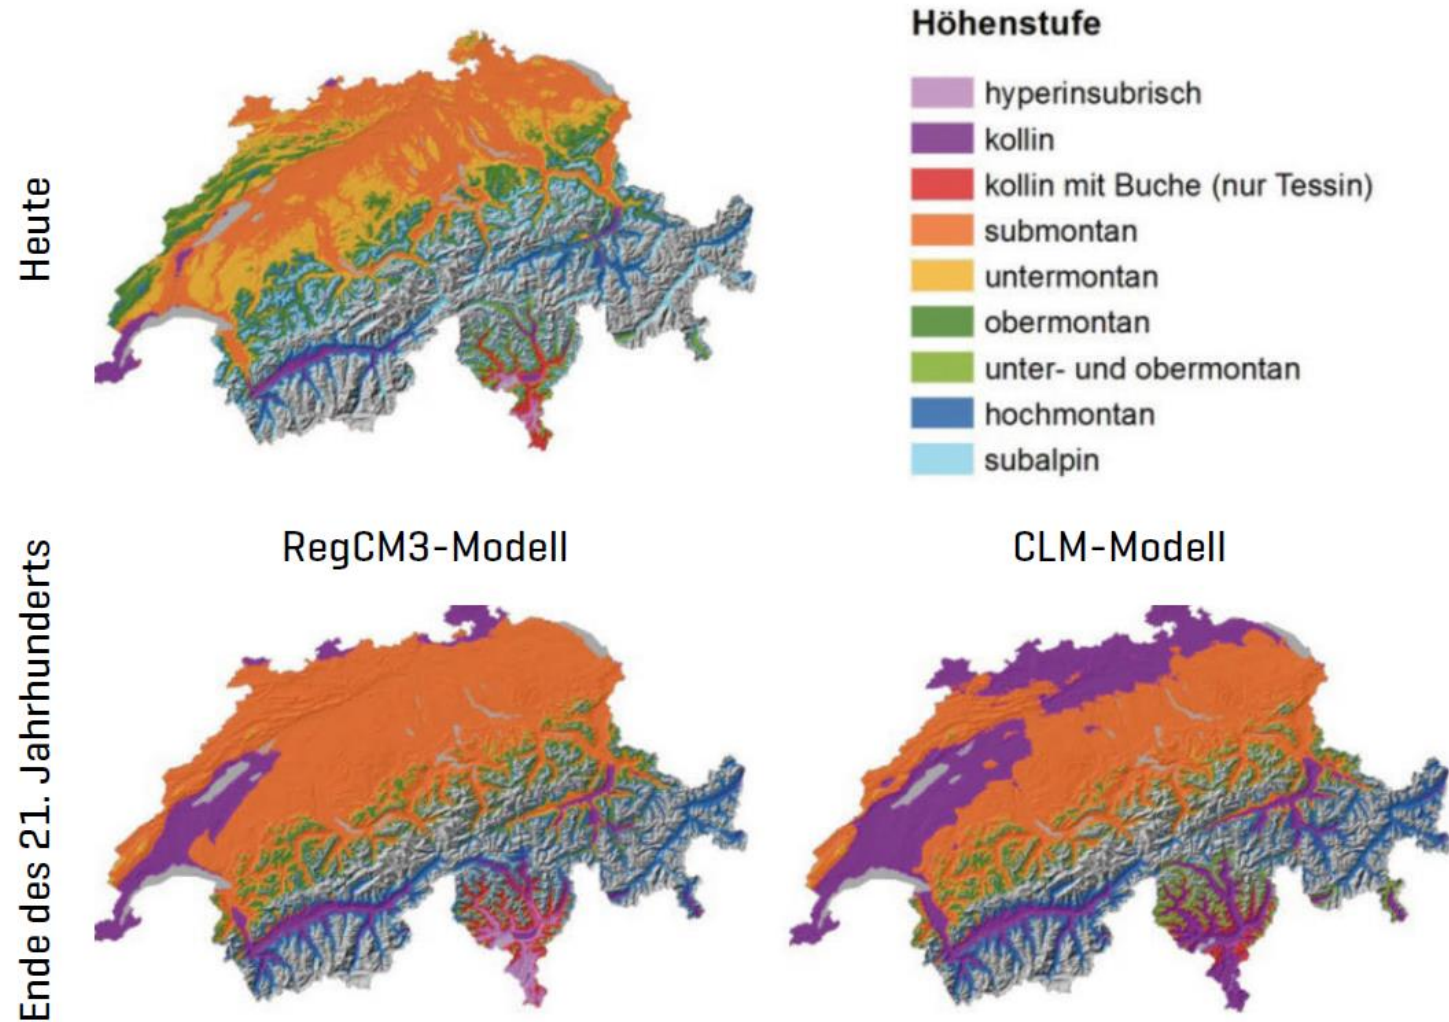 Höhenstufe
hyperinsubrisch
kollin
kollin mit Buche (nur Tessin)
submontan
untermontan
obermontan
unter- und obermontan
hochmontan
subalpin
Heute
RegCM3-Modell
CLM-Modell
Ende des 21. Jahrhunderts